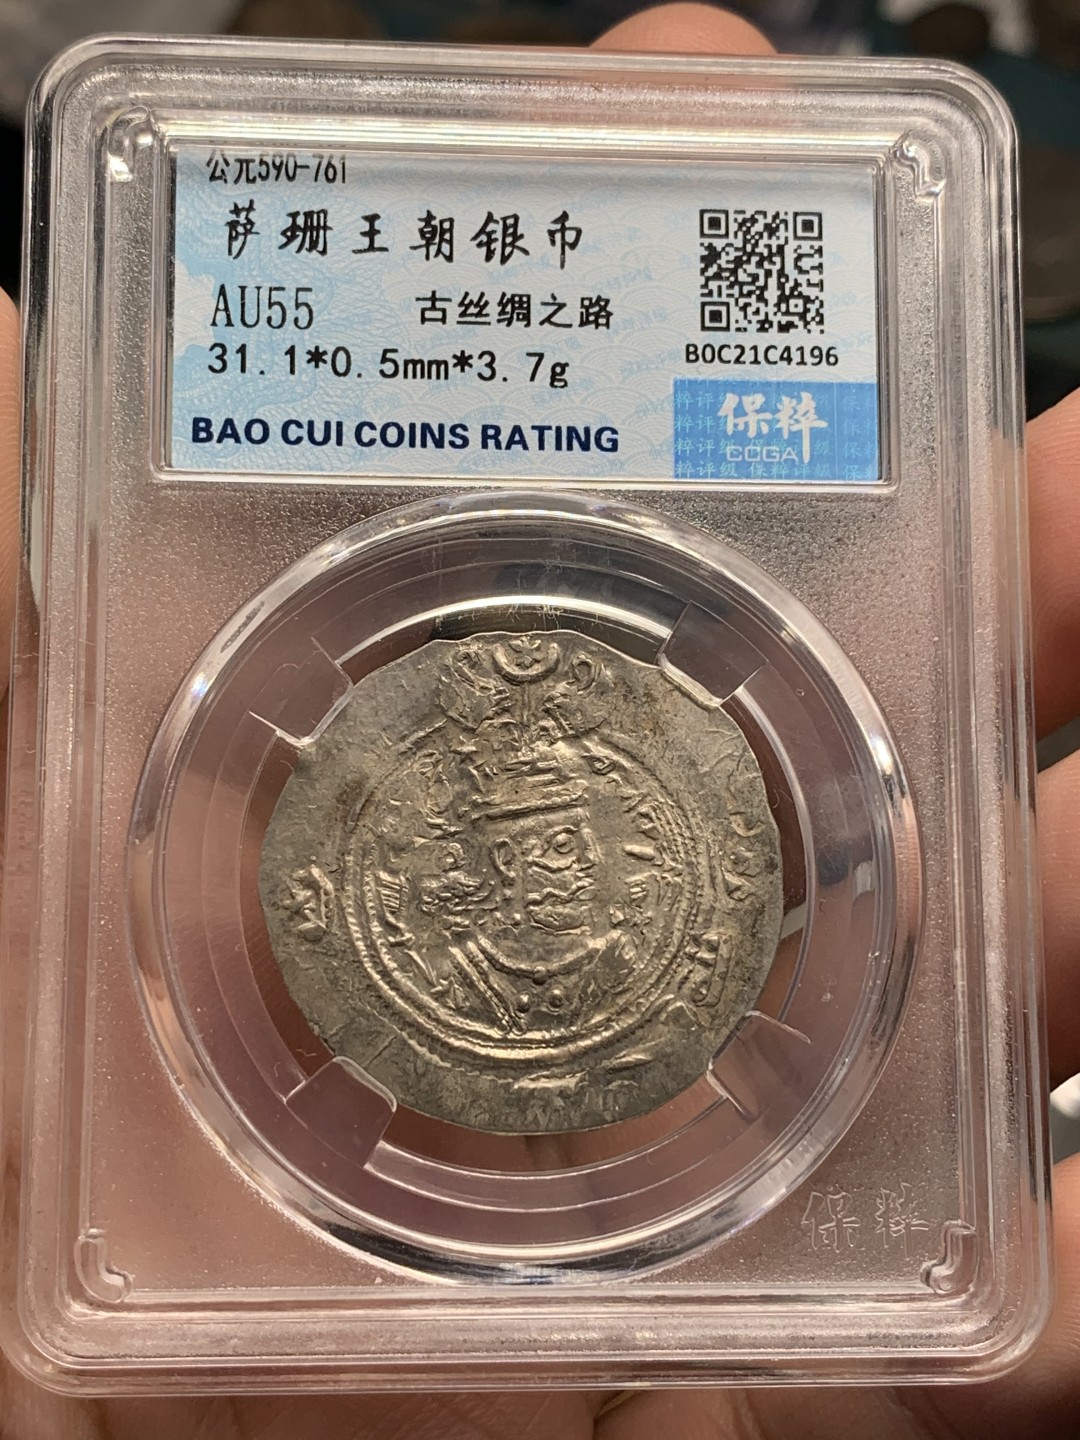 公元590-761
萨珊王朝银币
AU55 古丝绸之路
31.1*0.5mm*3.7g
B0C21C4196
BAO CUI COINS RATING
保粹
CCGA
保粹